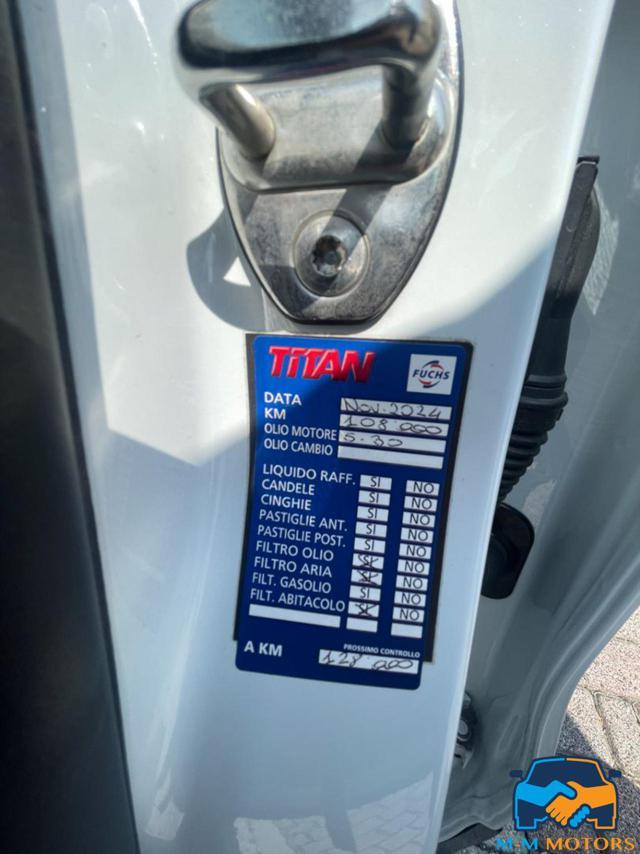 TITAN
FUCHS
DATA Nov. 2024
KM 108.000
OLIO MOTORE 5.30
OLIO CAMBIO
LIQUIDO RAFF. SI NO
CANDELE SI NO
CINGHIE SI NO
PASTIGLIE ANT. SI NO
PASTIGLIE POST. SI NO
FILTRO OLIO SI NO
FILTRO ARIA SI NO
FILT. GASOLIO SI NO
FILT. ABITACOLO SI NO
PROSSIMO CONTROLLO
A KM 128.000
M-M MOTORS